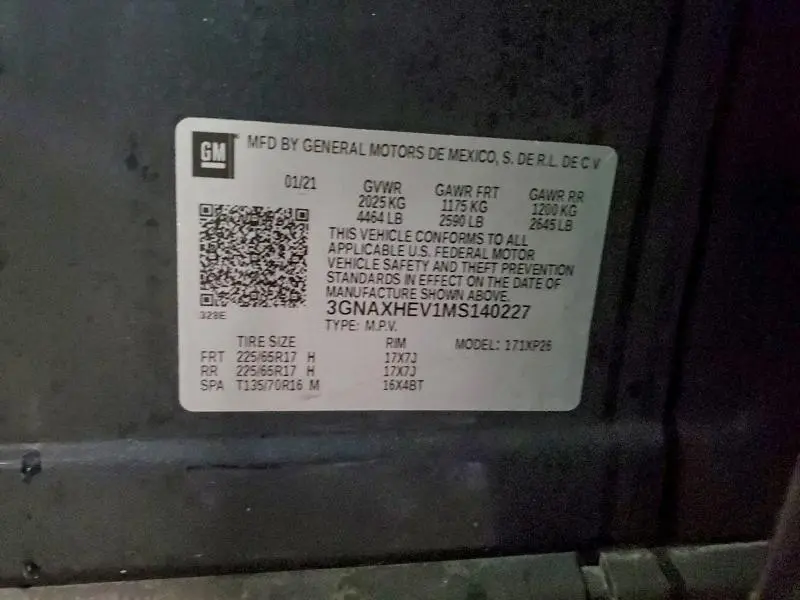 GM
MFD BY GENERAL MOTORS DE MEXICO, S. DE R.L. DE C V
01/21 GVWR GAWR FRT GAWR RR
2025 KG 1175 KG 1200 KG
4464 LB 2590 LB 2645 LB
THIS VEHICLE CONFORMS TO ALL
APPLICABLE U.S. FEDERAL MOTOR
VEHICLE SAFETY AND THEFT PREVENTION
STANDARDS IN EFFECT ON THE DATE OF
MANUFACTURE SHOWN ABOVE.
3GNAXHEV1MS140227
328E
TYPE: M.P.V.
TIRE SIZE RIM MODEL: 171XP26
FRT 225/65R17 H 17X7J
RR 225/65R17 H 17X7J
SPA T135/70R16 M 16X4BT